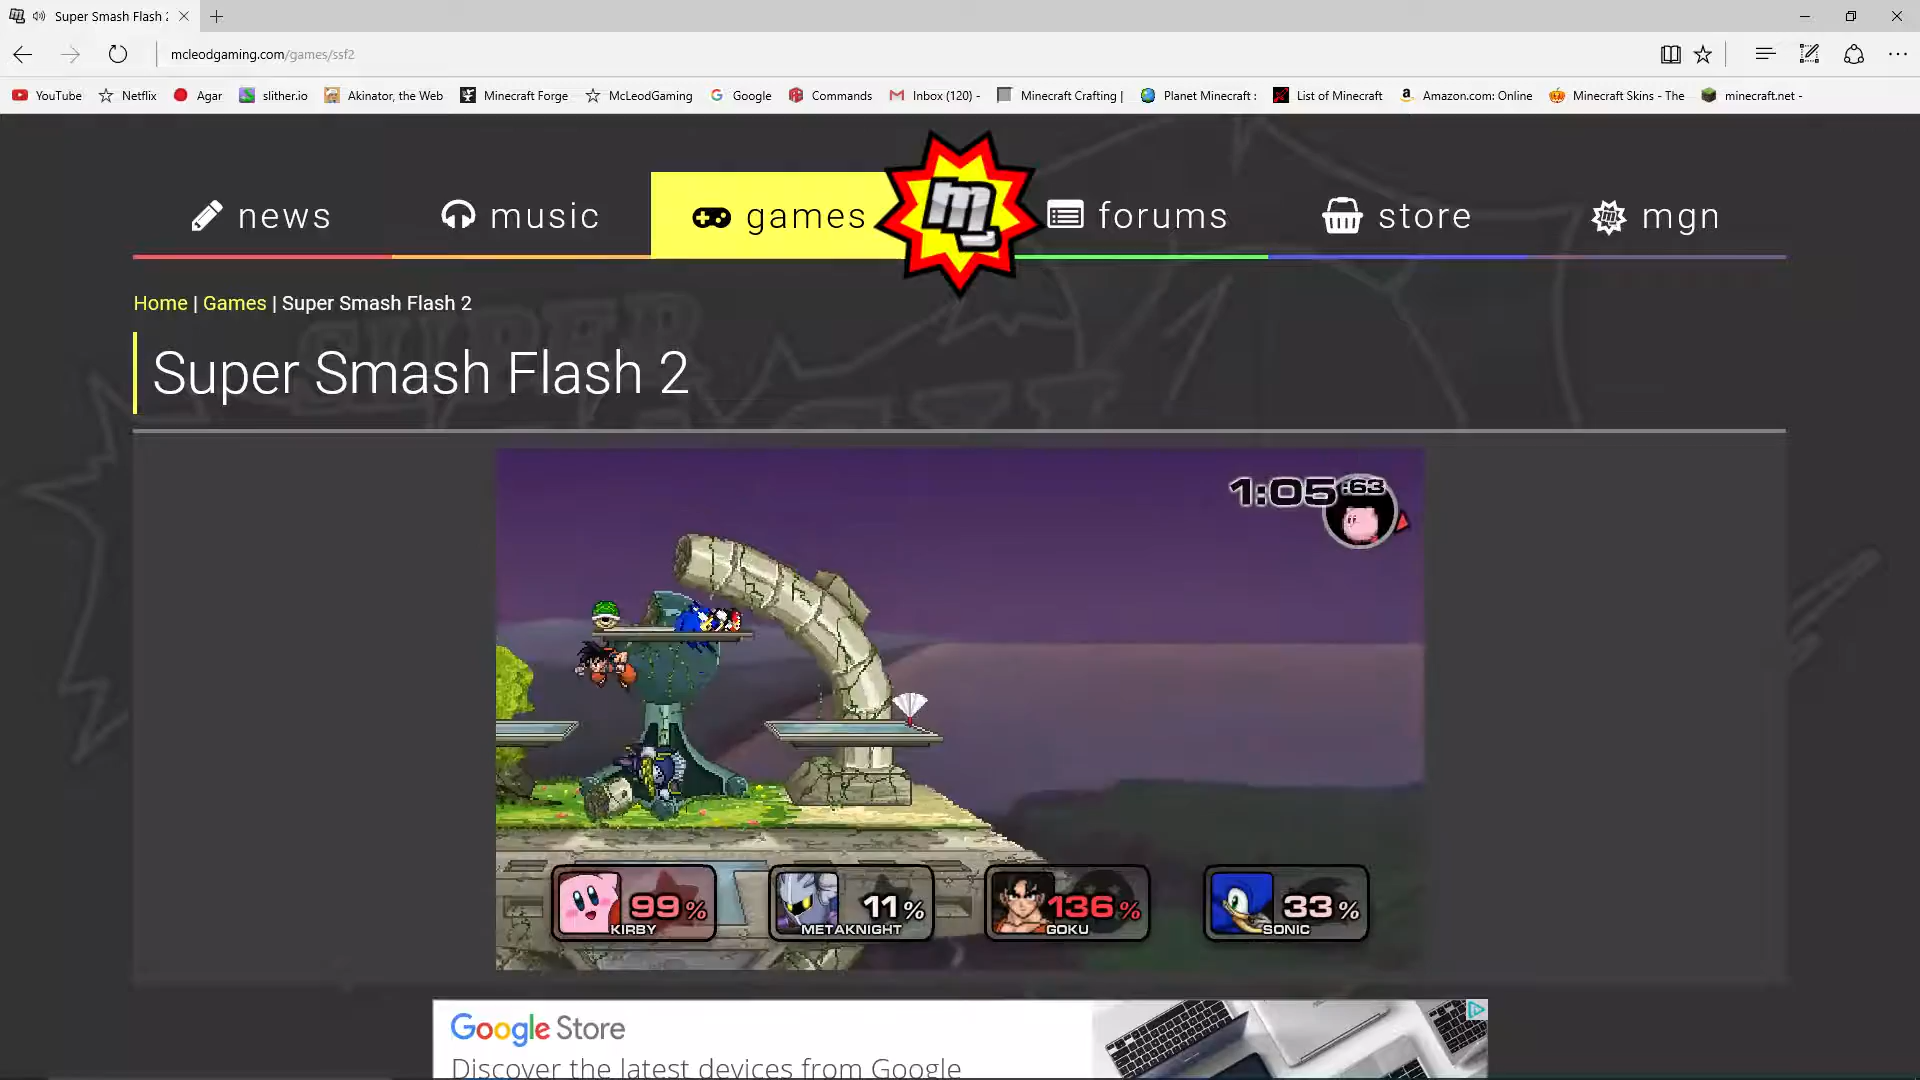 Super Smash Flash 2
mcleodgaming.com/games/ssf2
YouTube Netflix Agar slither.io Akinator, the Web Minecraft Forge McLeodGaming Google Commands Inbox (120) - Minecraft Crafting | Planet Minecraft : List of Minecraft Amazon.com: Online Minecraft Skins - The minecraft.net -
news music games m forums store mgn
Home | Games | Super Smash Flash 2
Super Smash Flash 2
1:05:63
99% 11% 136% 33%
KIRBY METAKNIGHT GOKU SONIC
Google Store
Discover the latest devices from Google